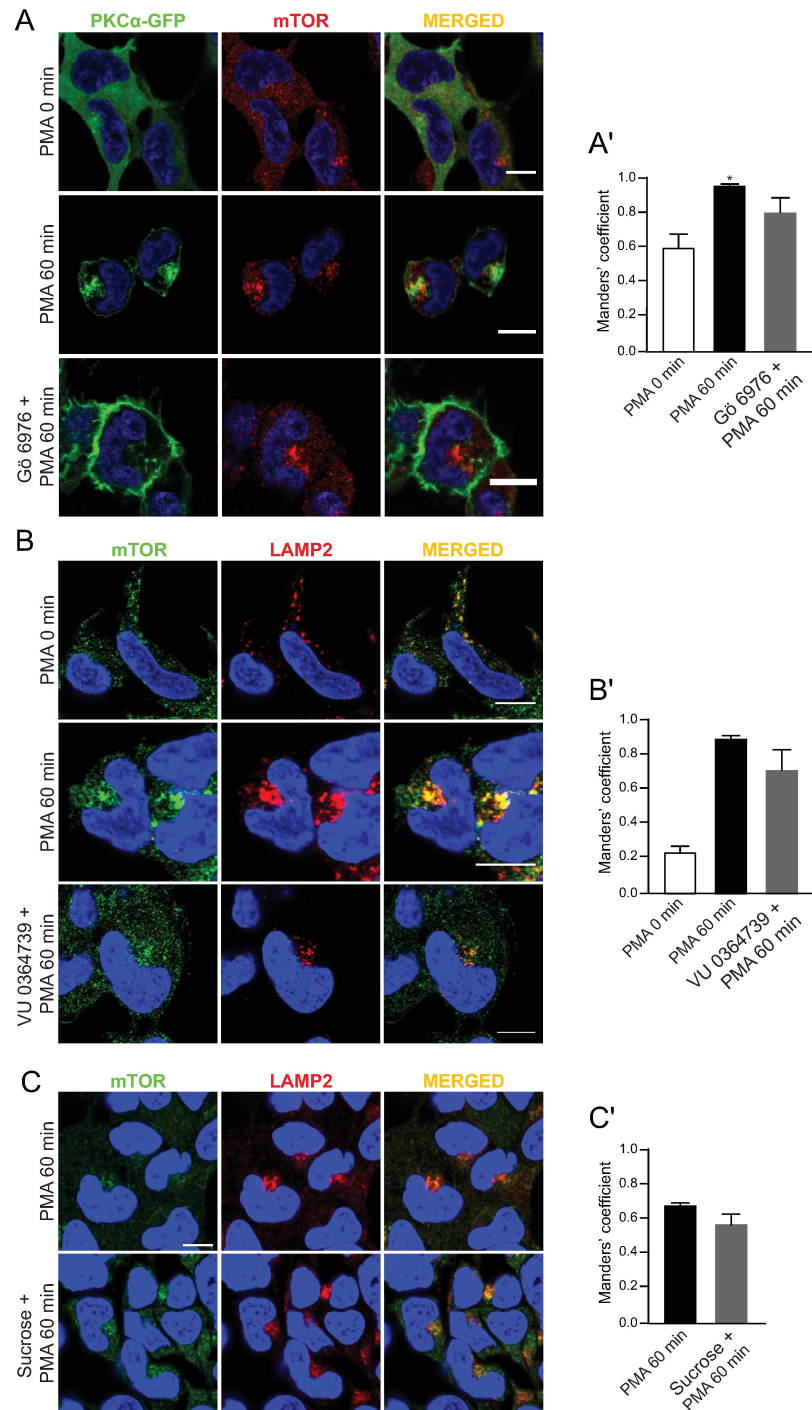 A
PKCα-GFP
mTOR
MERGED
PMA 0 min
PMA 60 min
Gö 6976 +
PMA 60 min
A'
Manders' coefficient
1.0
0.8
0.6
0.4
0.2
0.0
*
PMA 0 min
PMA 60 min
Gö 6976 +
PMA 60 min
B
mTOR
LAMP2
MERGED
PMA 0 min
PMA 60 min
VU 0364739 +
PMA 60 min
B'
Manders' coefficient
1.0
0.8
0.6
0.4
0.2
0.0
PMA 0 min
PMA 60 min
VU 0364739 +
PMA 60 min
C
mTOR
LAMP2
MERGED
PMA 60 min
Sucrose +
PMA 60 min
C'
Manders' coefficient
1.0
0.8
0.6
0.4
0.2
0.0
PMA 60 min
Sucrose +
PMA 60 min